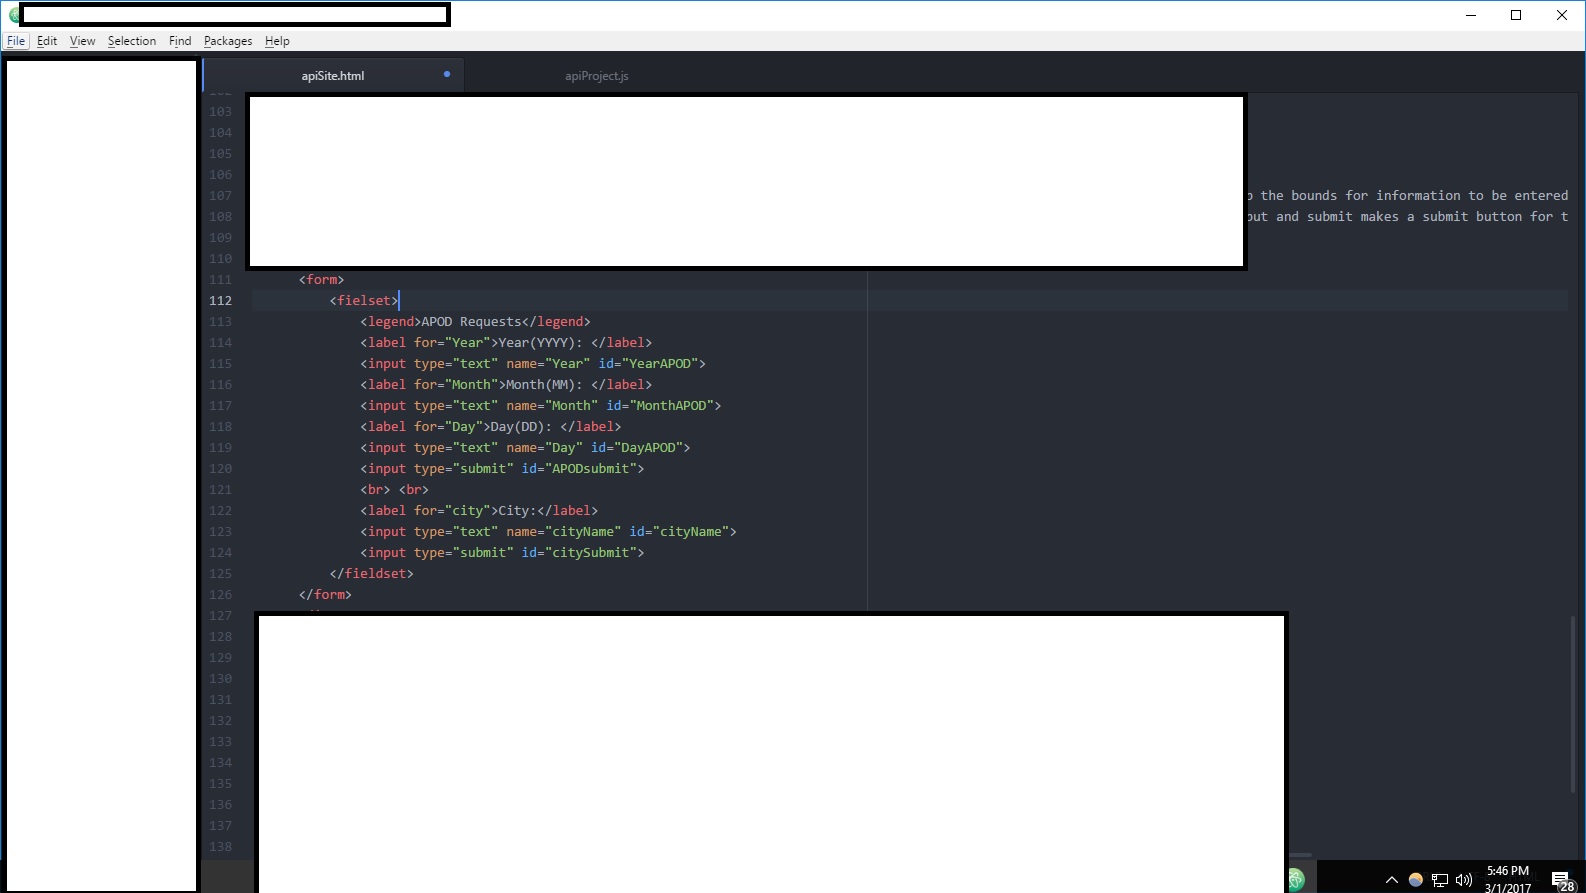 File Edit View Selection Find Packages Help
apiSite.html apiProject.js
103
104
105
106
107 the bounds for information to be entered
108 out and submit makes a submit button for t
109
110
111 <form>
112 <fielset>
113 <legend>APOD Requests</legend>
114 <label for="Year">Year(YYYY): </label>
115 <input type="text" name="Year" id="YearAPOD">
116 <label for="Month">Month(MM): </label>
117 <input type="text" name="Month" id="MonthAPOD">
118 <label for="Day">Day(DD): </label>
119 <input type="text" name="Day" id="DayAPOD">
120 <input type="submit" id="APODsubmit">
121 <br> <br>
122 <label for="city">City:</label>
123 <input type="text" name="cityName" id="cityName">
124 <input type="submit" id="citySubmit">
125 </fieldset>
126 </form>
127
128
129
130
131
132
133
134
135
136
137
138
5:46 PM
3/1/2017
28